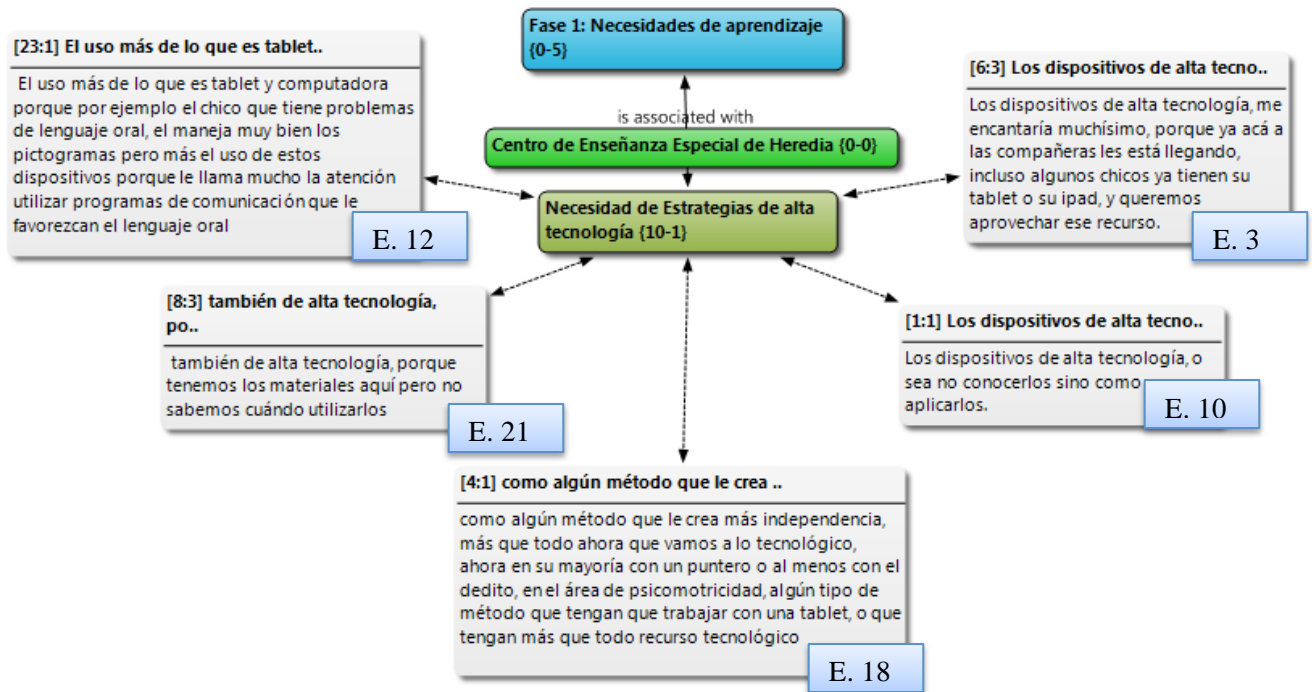 Fase 1: Necesidades de aprendizaje
{0-5}
is associated with
Centro de Enseñanza Especial de Heredia {0-0}
Necesidad de Estrategias de alta
tecnología {10-1}
[23:1] El uso más de lo que es tablet..
El uso más de lo que es tablet y computadora
porque por ejemplo el chico que tiene problemas
de lenguaje oral, el maneja muy bien los
pictogramas pero más el uso de estos
dispositivos porque le llama mucho la atención
utilizar programas de comunicación que le
favorezcan el lenguaje oral
E. 12
[6:3] Los dispositivos de alta tecno..
Los dispositivos de alta tecnología, me
encantaría muchísimo, porque ya acá a
las compañeras les está llegando,
incluso algunos chicos ya tienen su
tablet o su ipad, y queremos
aprovechar ese recurso.
E. 3
[8:3] también de alta tecnología,
po..
también de alta tecnología, porque
tenemos los materiales aquí pero no
sabemos cuándo utilizarlos
E. 21
[1:1] Los dispositivos de alta tecno..
Los dispositivos de alta tecnología, o
sea no conocerlos sino como
aplicarlos.
E. 10
[4:1] como algún método que le crea ..
como algún método que le crea más independencia,
más que todo ahora que vamos a lo tecnológico,
ahora en su mayoría con un puntero o al menos con el
dedito, en el área de psicomotricidad, algún tipo de
método que tengan que trabajar con una tablet, o que
tengan más que todo recurso tecnológico
E. 18